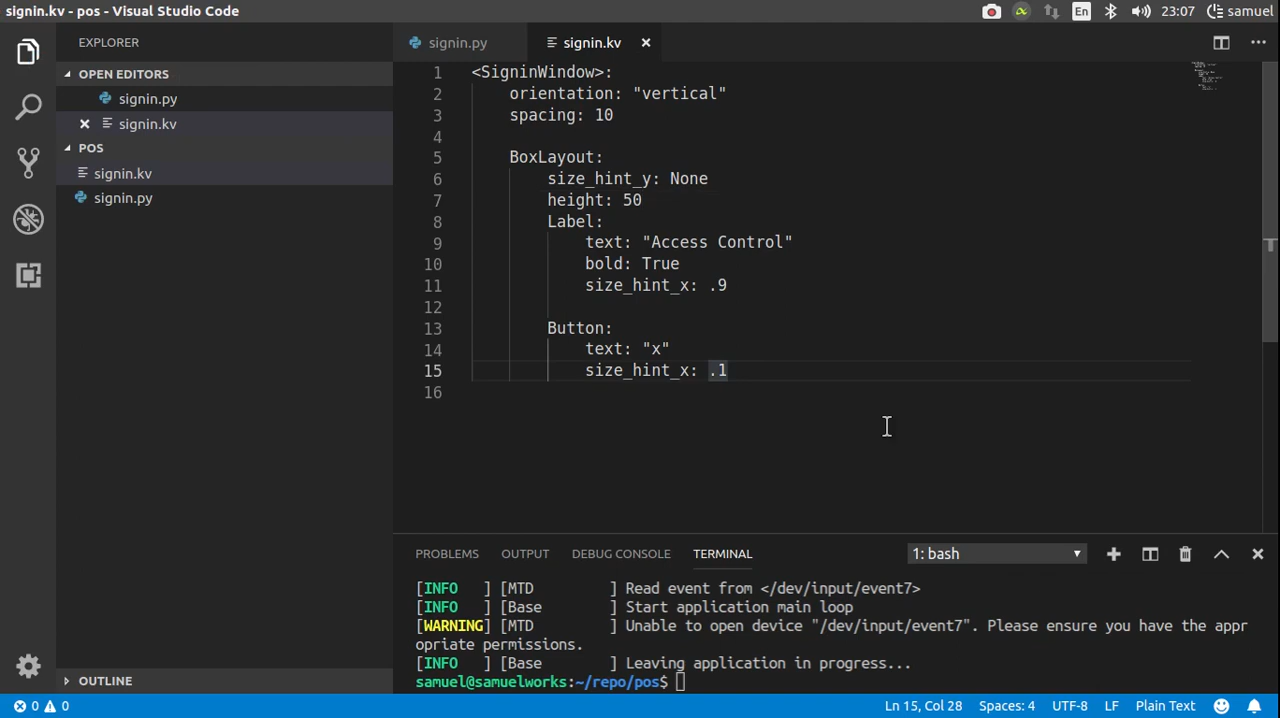 signin.kv - pos - Visual Studio Code
En
23:07
samuel
EXPLORER
OPEN EDITORS
signin.py
signin.kv
POS
signin.kv
signin.py
OUTLINE
signin.py
signin.kv
1 <SigninWindow>:
2 orientation: "vertical"
3 spacing: 10
4
5 BoxLayout:
6 size_hint_y: None
7 height: 50
8 Label:
9 text: "Access Control"
10 bold: True
11 size_hint_x: .9
12
13 Button:
14 text: "x"
15 size_hint_x: .1
16
PROBLEMS OUTPUT DEBUG CONSOLE TERMINAL 1: bash
[INFO   ] [MTD         ] Read event from </dev/input/event7>
[INFO   ] [Base        ] Start application main loop
[WARNING] [MTD         ] Unable to open device "/dev/input/event7". Please ensure you have the appr
opriate permissions.
[INFO   ] [Base        ] Leaving application in progress...
samuel@samuelworks:~/repo/pos$
0 0 Ln 15, Col 28 Spaces: 4 UTF-8 LF Plain Text